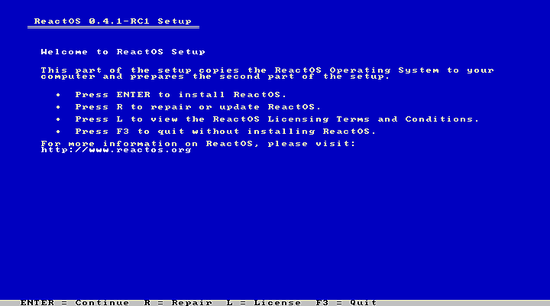 ReactOS 0.4.1-RC1 Setup
Welcome to ReactOS Setup
This part of the setup copies the ReactOS Operating System to your
computer and prepares the second part of the setup.
• Press ENTER to install ReactOS.
• Press R to repair or update ReactOS.
• Press L to view the ReactOS Licensing Terms and Conditions.
• Press F3 to quit without installing ReactOS.
For more information on ReactOS, please visit:
http://www.reactos.org
ENTER = Continue R = Repair L = License F3 = Quit